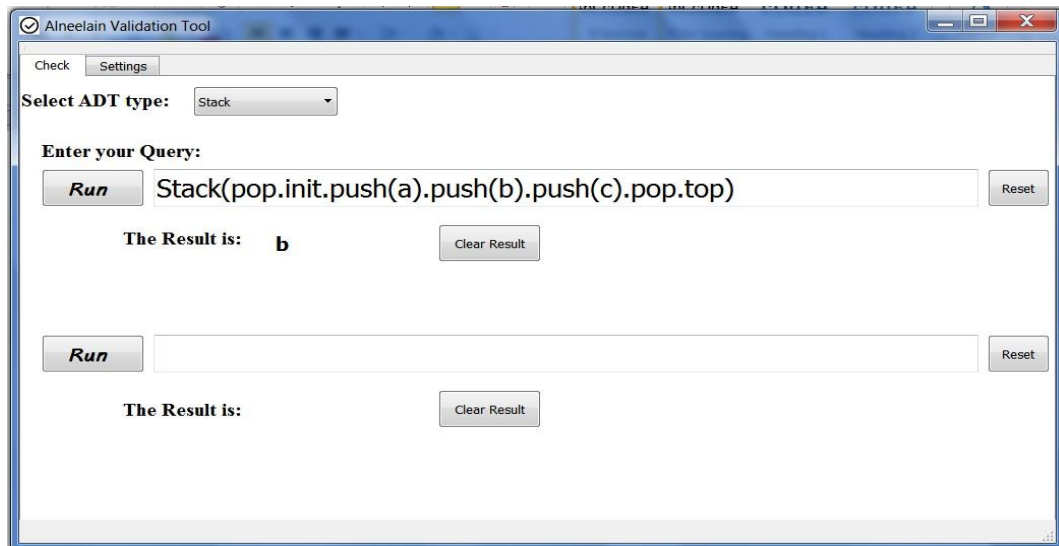 Alneelain Validation Tool
Check Settings
Select ADT type: Stack
Enter your Query:
Run Stack(pop.init.push(a).push(b).push(c).pop.top) Reset
The Result is: b Clear Result
Run Reset
The Result is: Clear Result